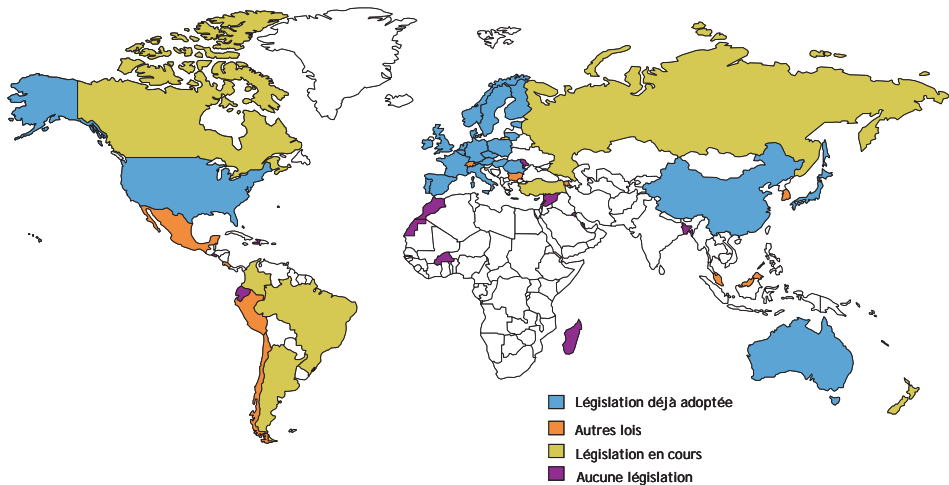 Législation déjà adoptée
Autres lois
Législation en cours
Aucune législation